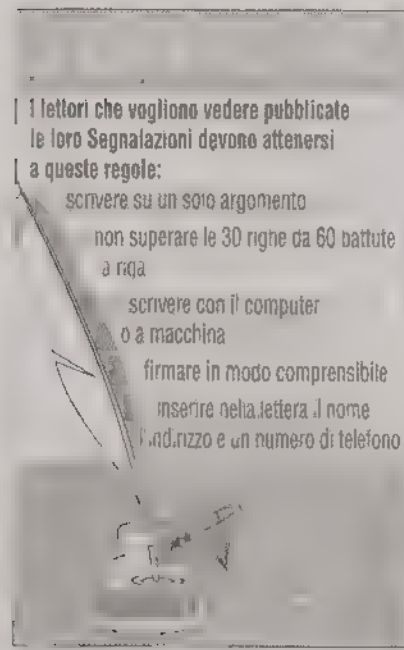 I lettori che vogliono vedere pubblicate
le loro Segnalazioni devono attenersi
a queste regole:
scrivere su un solo argomento
non superare le 30 righe da 60 battute
a riga
scrivere con il computer
o a macchina
firmare in modo comprensibile
inserire nella lettera il nome
l'indirizzo e un numero di telefono